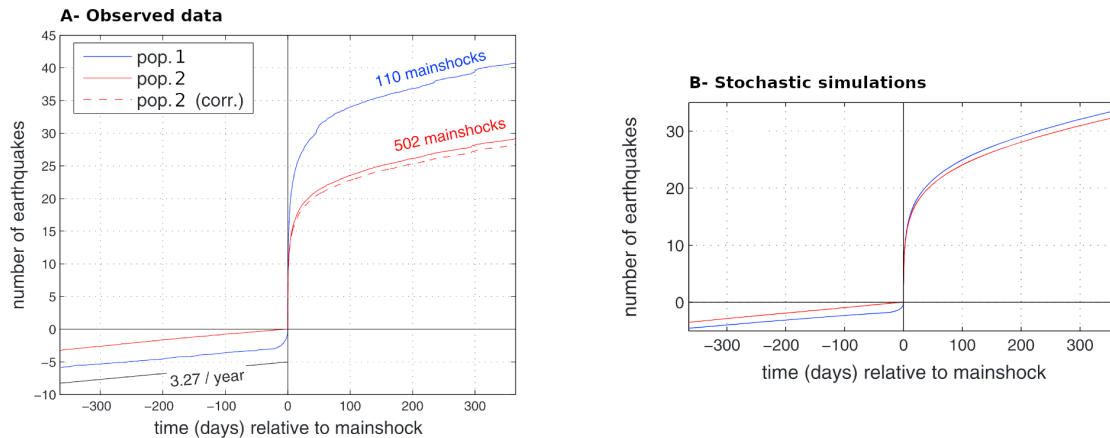 A- Observed data
45
40
35
30
25
20
15
10
5
0
−5
−10
pop. 1
pop. 2
pop. 2 (corr.)
110 mainshocks
502 mainshocks
3.27 / year
−300 −200 −100 0 100 200 300
number of earthquakes
time (days) relative to mainshock
B- Stochastic simulations
30
20
10
0
−300 −200 −100 0 100 200 300
number of earthquakes
time (days) relative to mainshock